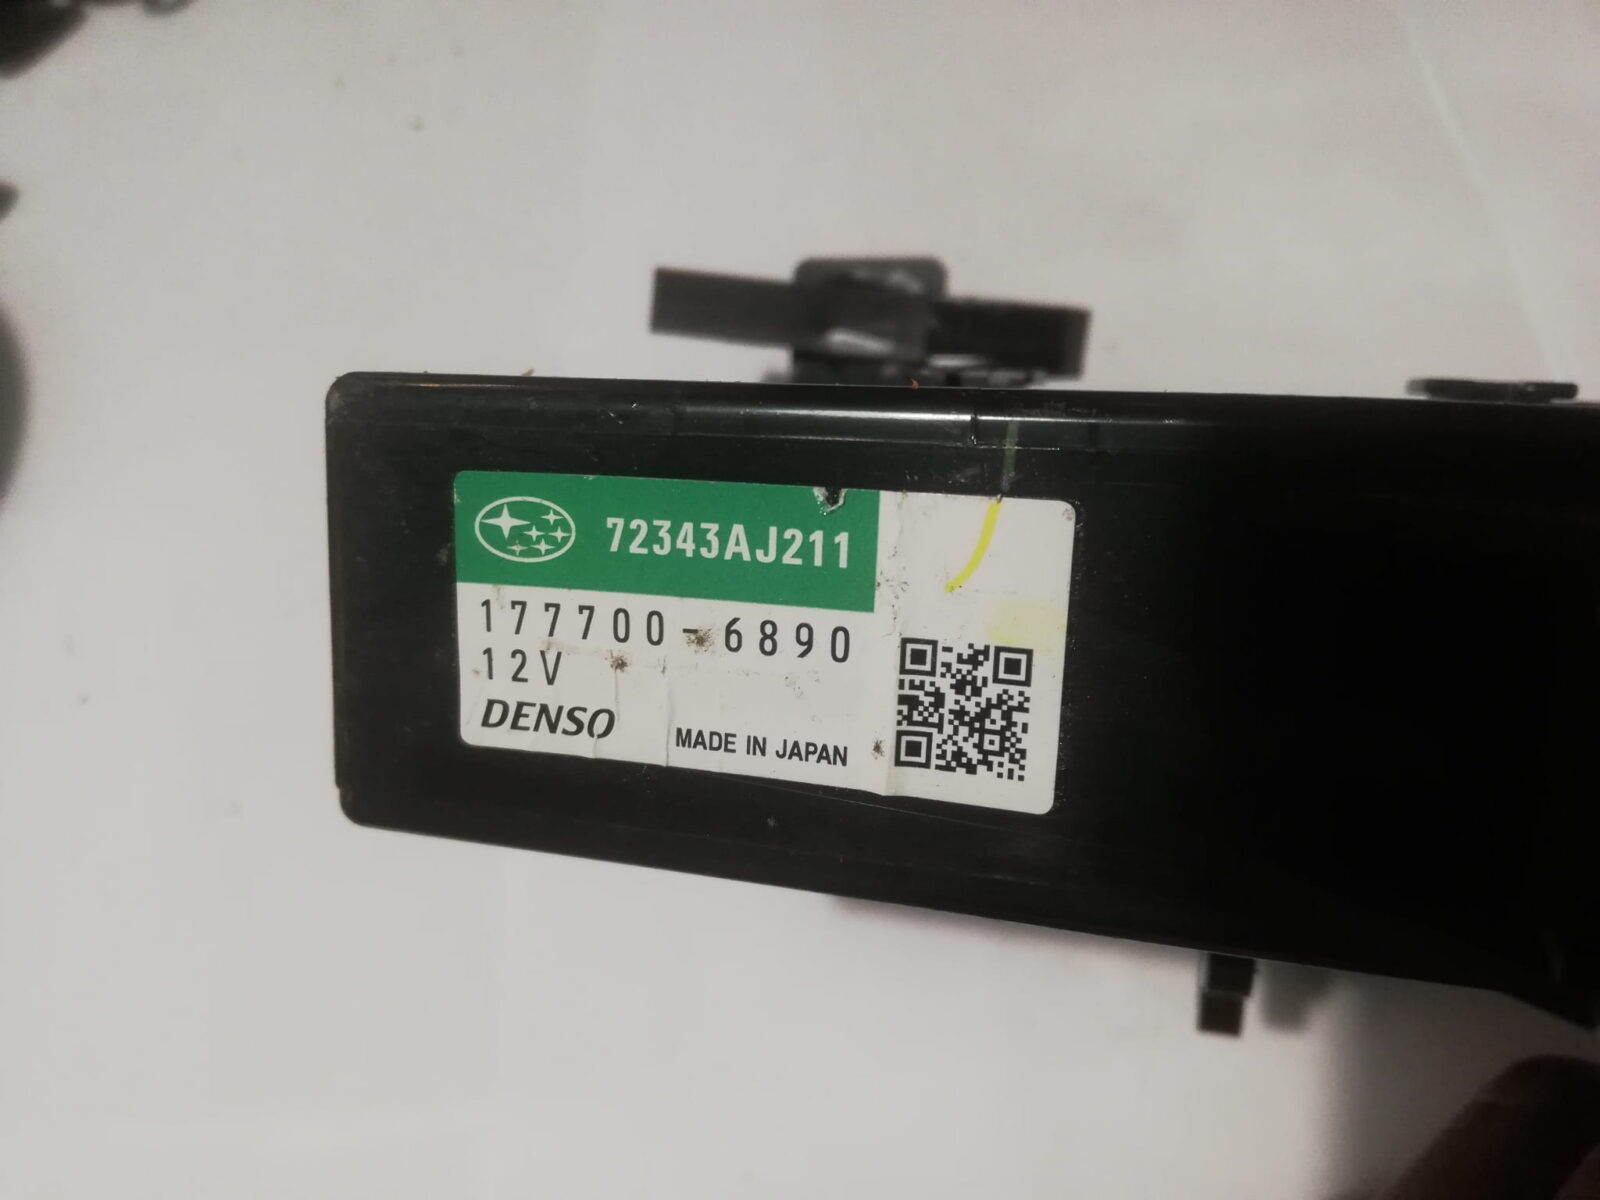 72343AJ211
177700-6890
12V
DENSO
MADE IN JAPAN